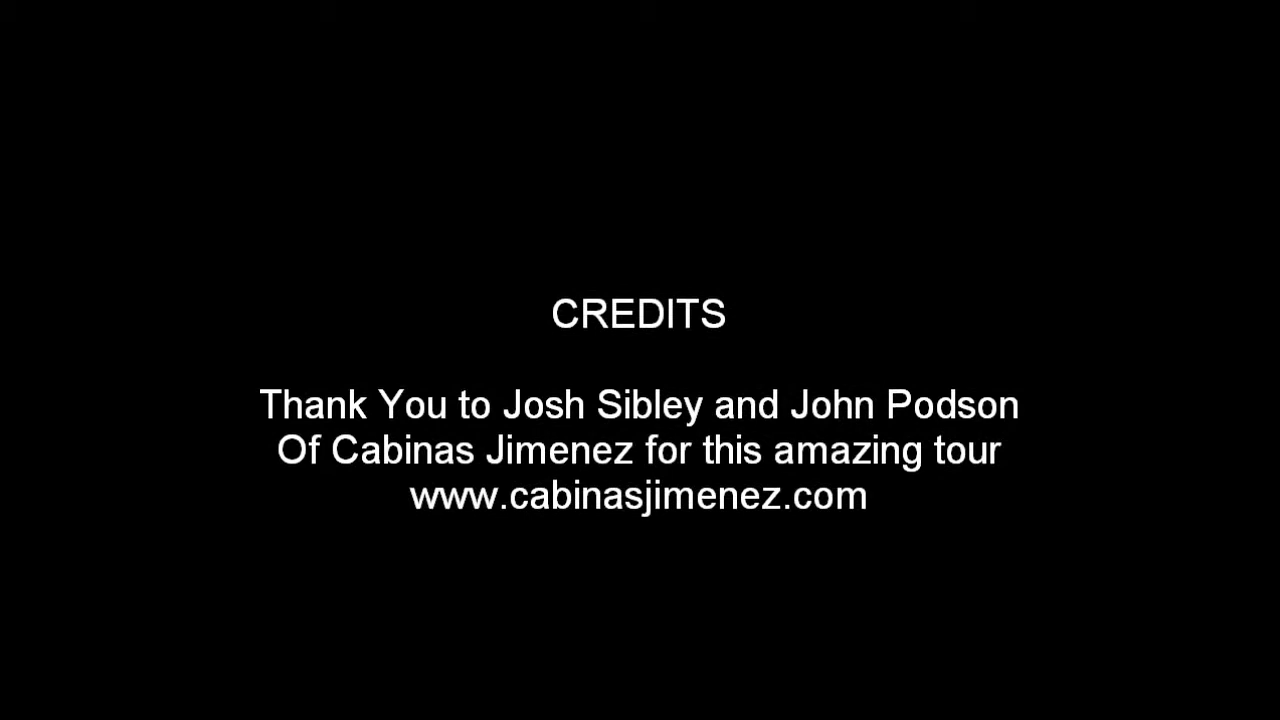 CREDITS
Thank You to Josh Sibley and John Podson
Of Cabinas Jimenez for this amazing tour
www.cabinasjimenez.com